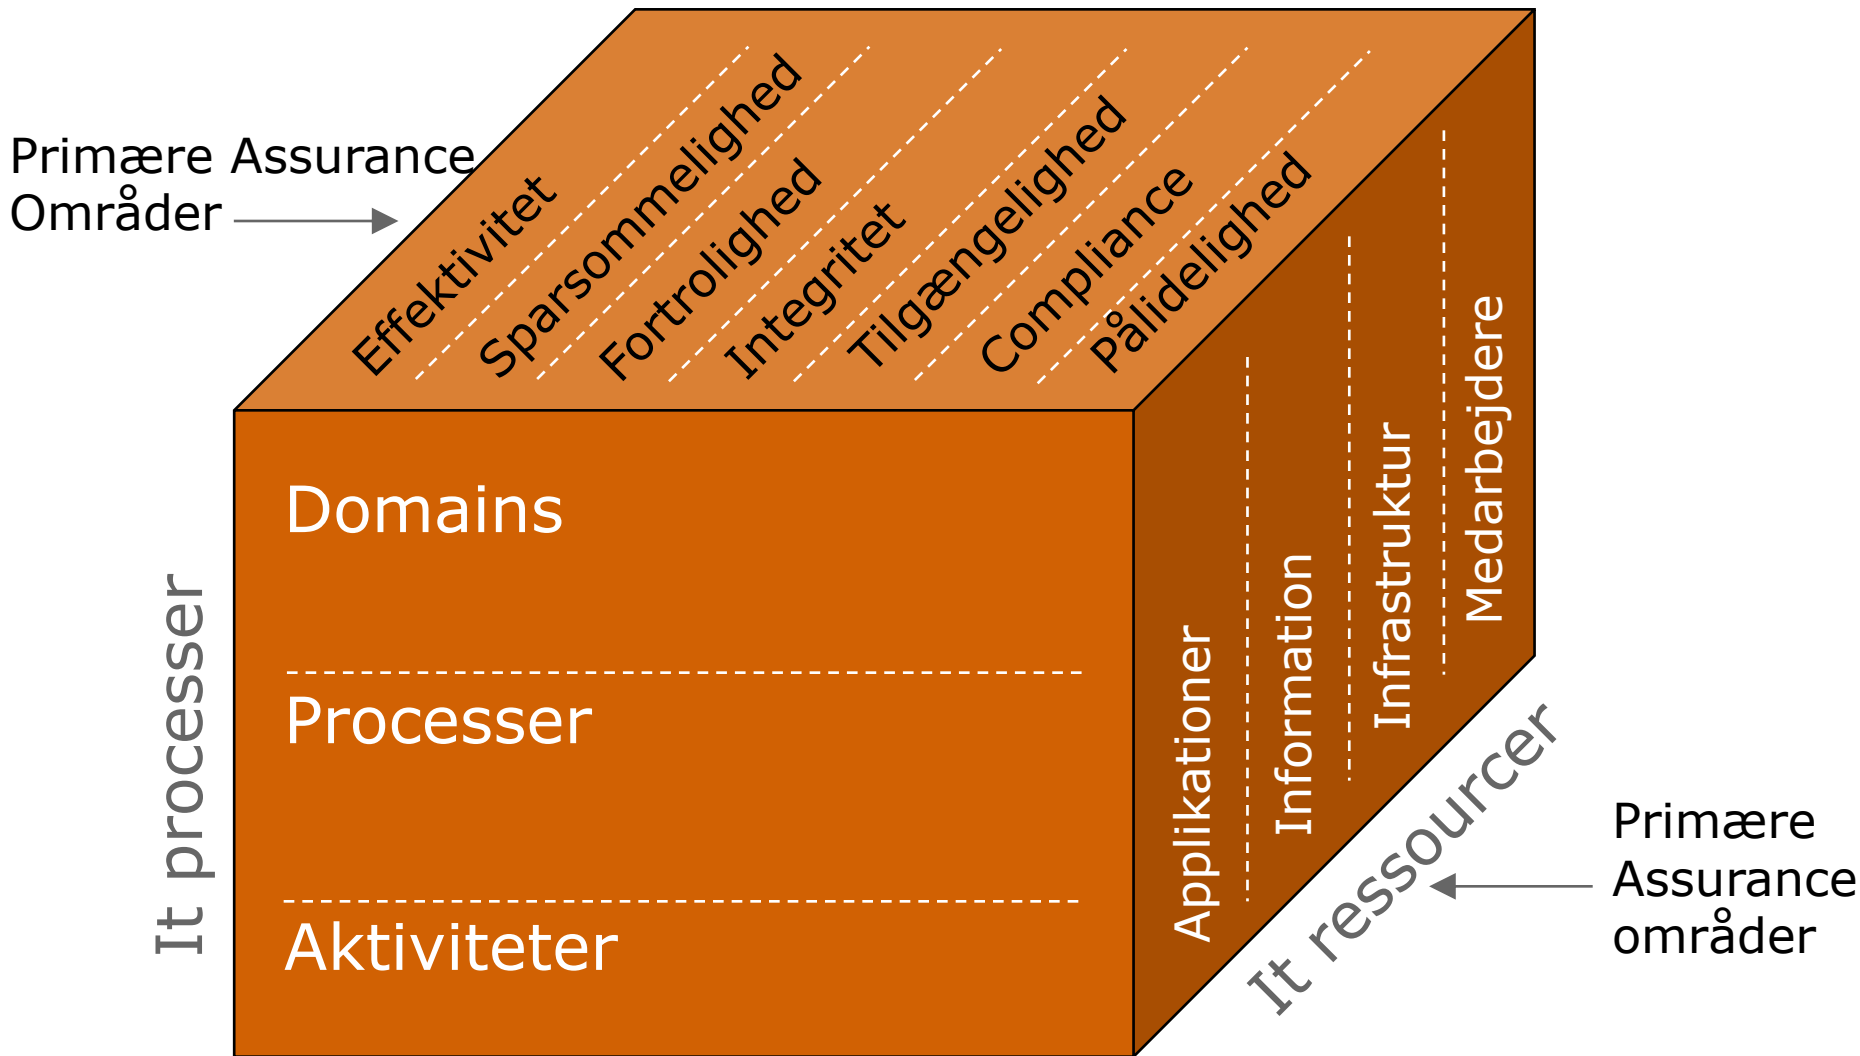 Primære Assurance
Områder
Effektivitet
Sparsommelighed
Fortrolighed
Integritet
Tilgængelighed
Compliance
Pålidelighed
It processer
Domains
Processer
Aktiviteter
Applikationer
Information
Infrastruktur
Medarbejdere
It ressourcer
Primære
Assurance
områder